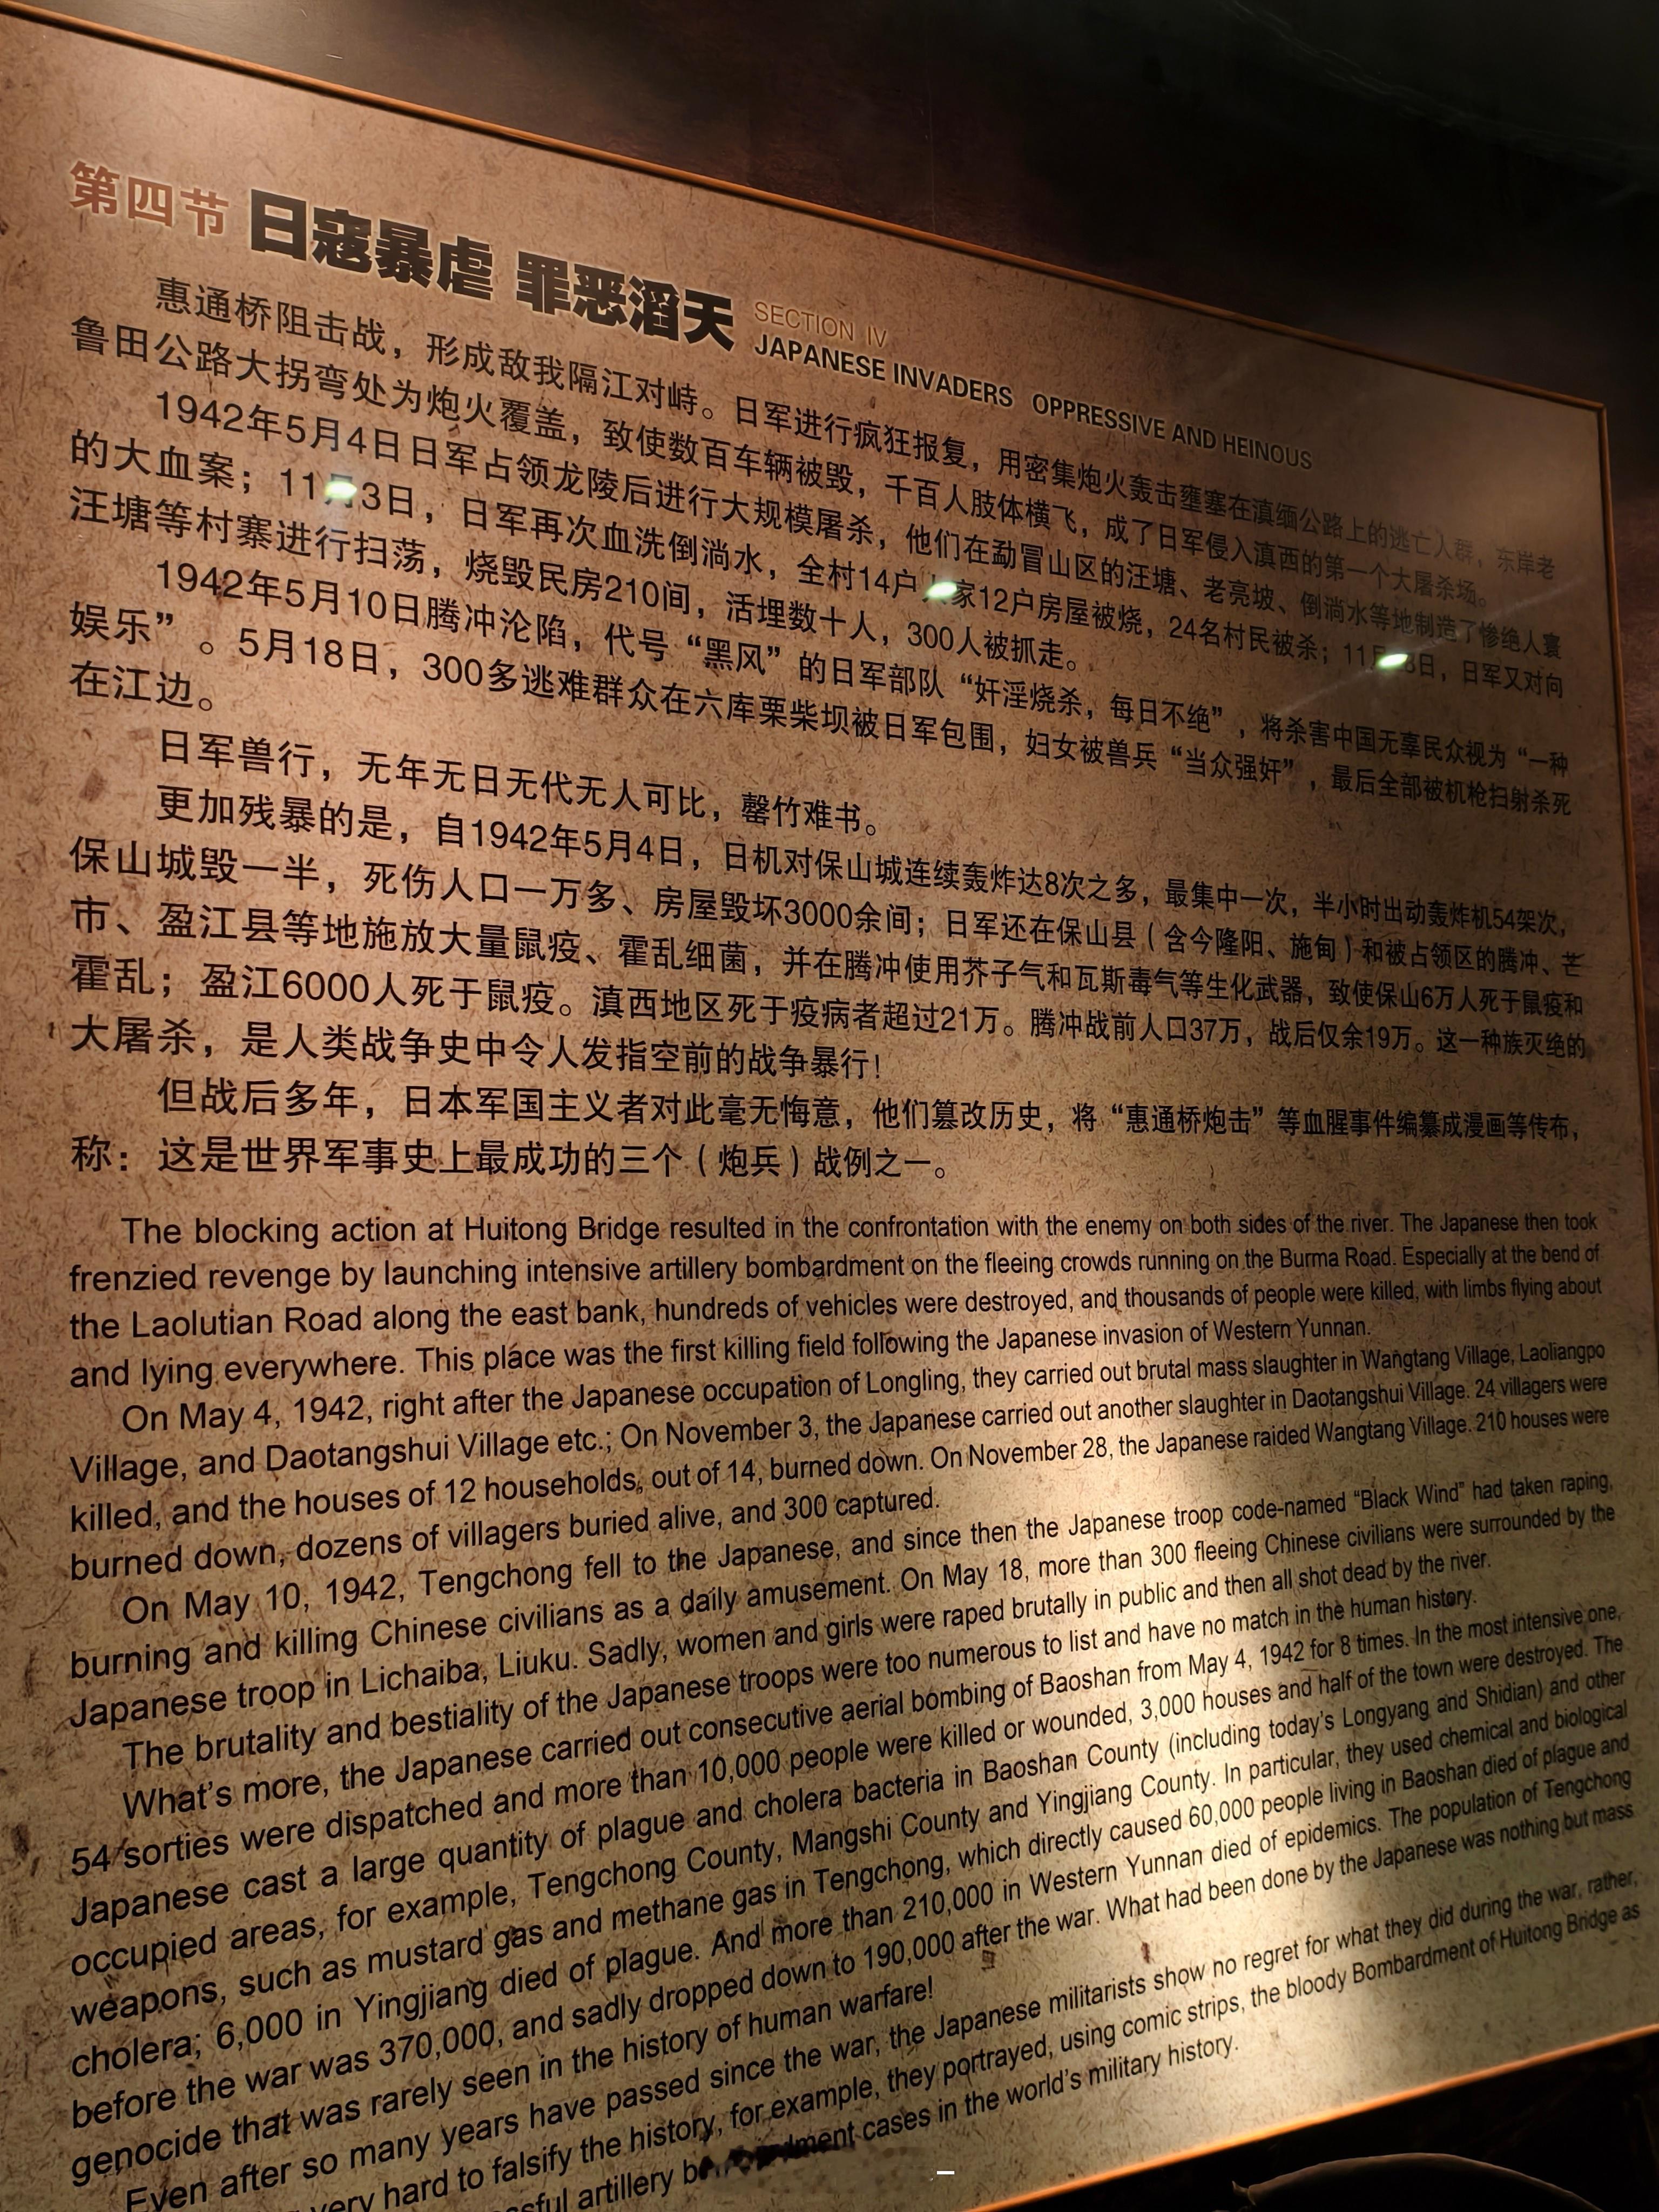 第四节 日寇暴虐 罪恶滔天 SECTION IV
JAPANESE INVADERS OPPRESSIVE AND HEINOUS
惠通桥阻击战，形成敌我隔江对峙。日军进行疯狂报复，用密集炮火轰击壅塞在滇缅公路上的逃亡人群，东岸老
鲁田公路大拐弯处为炮火覆盖，致使数百车辆被毁，千百人肢体横飞，成了日军侵入滇西的第一个大屠杀场。
1942年5月4日日军占领龙陵后进行大规模屠杀，他们在勐冒山区的汪塘、老亮坡、倒淌水等地制造了惨绝人寰
的大血案；11月3日，日军再次血洗倒淌水，全村14户人家12户房屋被烧，24名村民被杀；11月 8日，日军又对向
汪塘等村寨进行扫荡，烧毁民房210间，活埋数十人，300人被抓走。
1942年5月10日腾冲沦陷，代号“黑风”的日军部队“奸淫烧杀，每日不绝”，将杀害中国无辜民众视为“一种
娱乐”。5月18日，300多逃难群众在六库栗柴坝被日军包围，妇女被兽兵“当众强奸”，最后全部被机枪扫射杀死
在江边。
日军兽行，无年无日无代无人可比，罄竹难书。
更加残暴的是，自1942年5月4日，日机对保山城连续轰炸达8次之多，最集中一次，半小时出动轰炸机54架次，
保山城毁一半，死伤人口一万多、房屋毁坏3000余间；日军还在保山县（含今隆阳、施甸）和被占领区的腾冲、芒
市、盈江县等地施放大量鼠疫、霍乱细菌，并在腾冲使用芥子气和瓦斯毒气等生化武器，致使保山6万人死于鼠疫和
霍乱；盈江6000人死于鼠疫。滇西地区死于疫病者超过21万。腾冲战前人口37万，战后仅余19万。这一种族灭绝的
大屠杀，是人类战争史中令人发指空前的战争暴行！
但战后多年，日本军国主义者对此毫无悔意，他们篡改历史，将“惠通桥炮击”等血腥事件编纂成漫画等传布，
称：这是世界军事史上最成功的三个（炮兵）战例之一。
The blocking action at Huitong Bridge resulted in the confrontation with the enemy on both sides of the river. The Japanese then took
frenzied revenge by launching intensive artillery bombardment on the fleeing crowds running on the Burma Road. Especially at the bend of
the Laolutian Road along the east bank, hundreds of vehicles were destroyed, and thousands of people were killed, with limbs flying about
and lying everywhere. This place was the first killing field following the Japanese invasion of Western Yunnan.
On May 4, 1942, right after the Japanese occupation of Longling, they carried out brutal mass slaughter in Wangtang Village, Laoliangpo
Village, and Daotangshui Village etc.; On November 3, the Japanese carried out another slaughter in Daotangshui Village. 24 villagers were
killed, and the houses of 12 households, out of 14, burned down. On November 28, the Japanese raided Wangtang Village. 210 houses were
burned down, dozens of villagers buried alive, and 300 captured.
On May 10, 1942, Tengchong fell to the Japanese, and since then the Japanese troop code-named “Black Wind” had taken raping,
burning and killing Chinese civilians as a daily amusement. On May 18, more than 300 fleeing Chinese civilians were surrounded by the
Japanese troop in Lichaiba, Liuku. Sadly, women and girls were raped brutally in public and then all shot dead by the river.
The brutality and bestiality of the Japanese troops were too numerous to list and have no match in the human history.
What’s more, the Japanese carried out consecutive aerial bombing of Baoshan from May 4, 1942 for 8 times. In the most intensive one,
54 sorties were dispatched and more than 10,000 people were killed or wounded, 3,000 houses and half of the town were destroyed. The
Japanese cast a large quantity of plague and cholera bacteria in Baoshan County (including today’s Longyang and Shidian) and other
occupied areas, for example, Tengchong County, Mangshi County and Yingjiang County. In particular, they used chemical and biological
weapons, such as mustard gas and methane gas in Tengchong, which directly caused 60,000 people living in Baoshan died of plague and
cholera; 6,000 in Yingjiang died of plague. And more than 210,000 in Western Yunnan died of epidemics. The population of Tengchong
before the war was 370,000, and sadly dropped down to 190,000 after the war. What had been done by the Japanese was nothing but mass
genocide that was rarely seen in the history of human warfare!
Even after so many years have passed since the war, the Japanese militarists show no regret for what they did during the war, rather,
very hard to falsify the history, for example, they portrayed, using comic strips, the bloody Bombardment of Huitong Bridge as
artillery cases in the world’s military history.